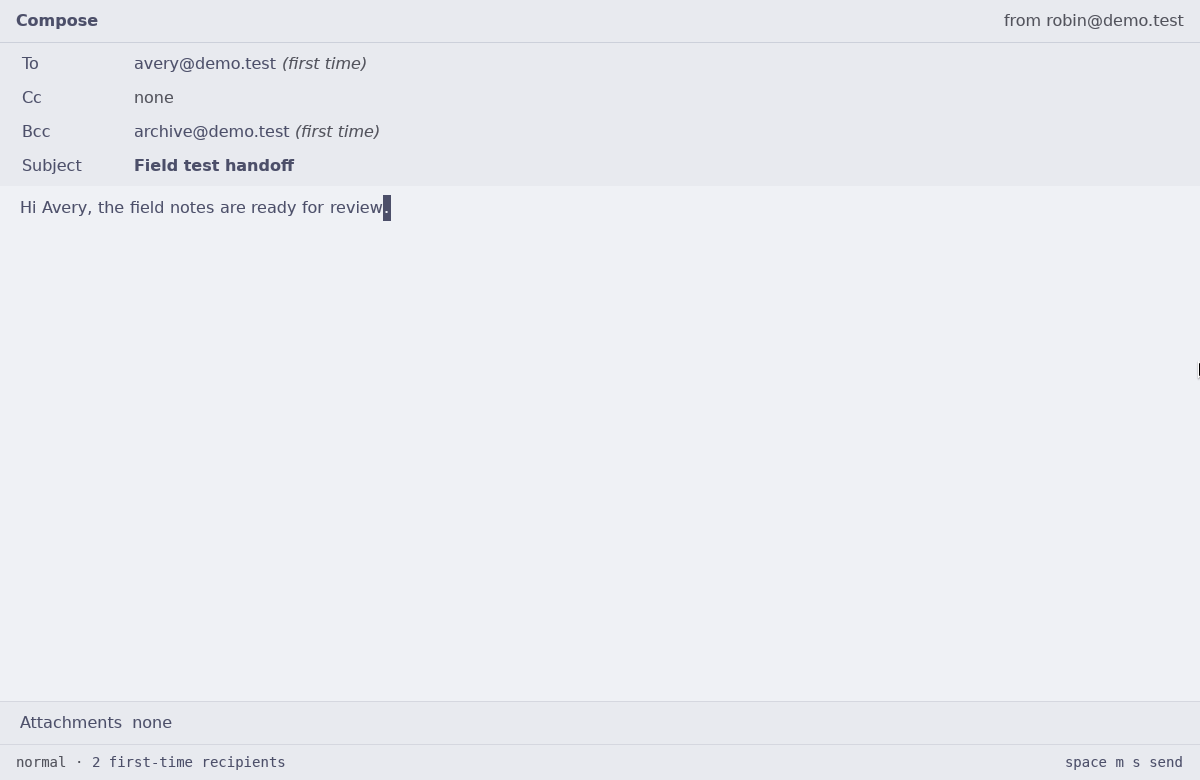 Compose from robin@demo.test
To avery@demo.test (first time)
Cc none
Bcc archive@demo.test (first time)
Subject Field test handoff
Hi Avery, the field notes are ready for review.
Attachments none
normal · 2 first-time recipients space m s send